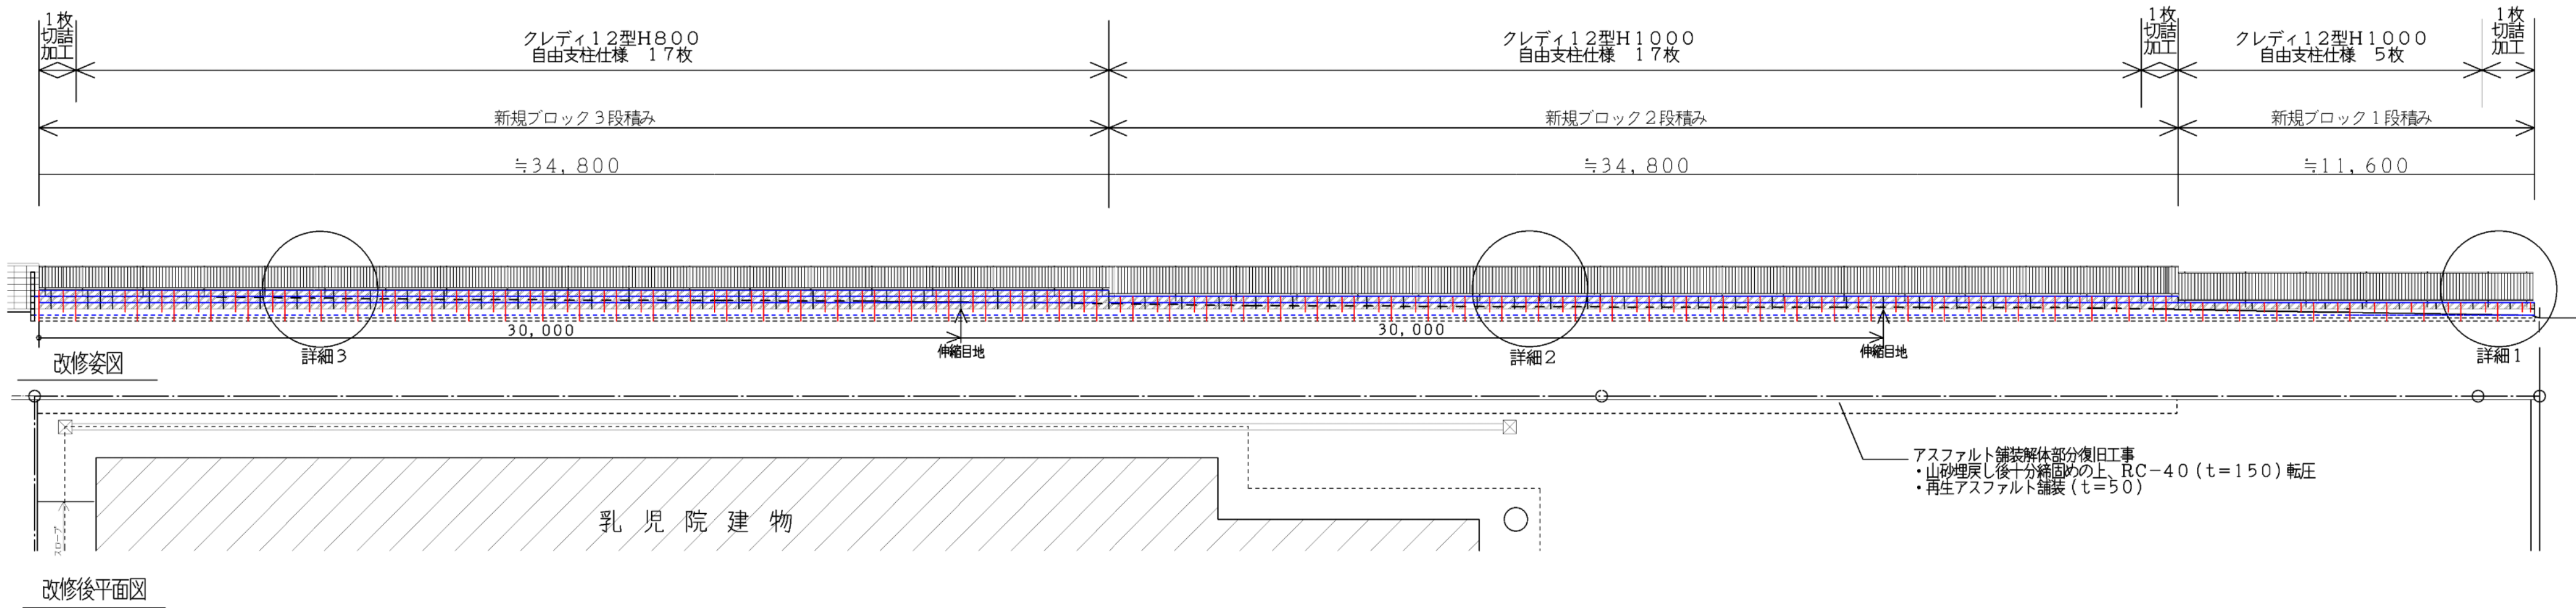 1枚
切詰
加工
クレディ12型H800
自由支柱仕様　17枚
クレディ12型H1000
自由支柱仕様　17枚
1枚
切詰
加工
クレディ12型H1000
自由支柱仕様　5枚
1枚
切詰
加工
新規ブロック3段積み
新規ブロック2段積み
新規ブロック1段積み
≒34,800
≒34,800
≒11,600
30,000
30,000
詳細3
伸縮目地
詳細2
伸縮目地
詳細1
改修姿図
アスファルト舗装解体部分復旧工事
・山砂埋戻し後十分締固めの上、RC-40(t=150)転圧
・再生アスファルト舗装(t=50)
乳児院建物
スロープ
改修後平面図